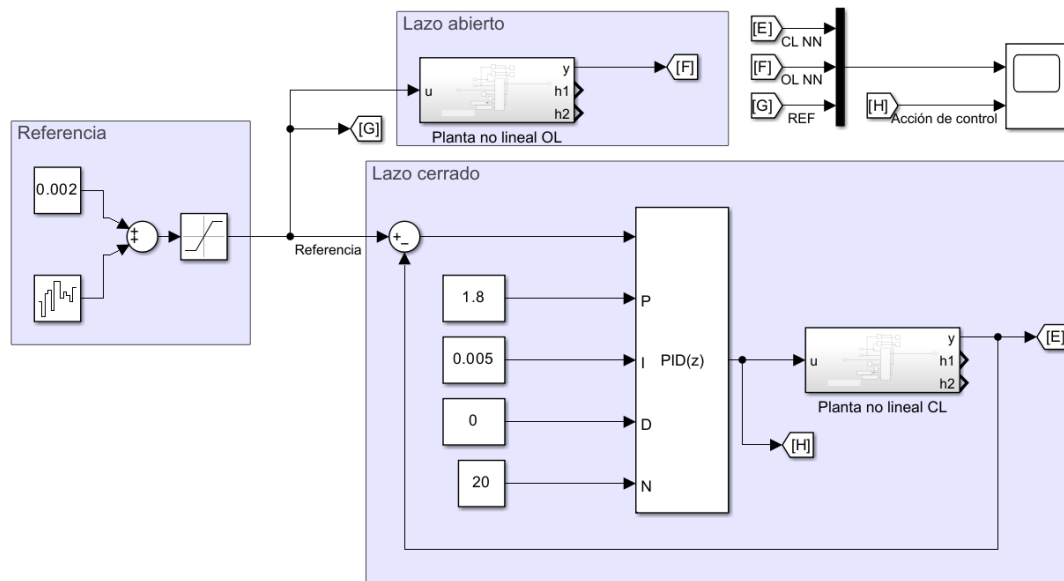 Lazo abierto
u
y
h1
h2
Planta no lineal OL
[F]
[G]
[E]
CL NN
[F]
OL NN
[G]
REF
[H]
Acción de control
Referencia
0.002
+
+
Referencia
Lazo cerrado
+
−
1.8
0.005
0
20
P
I
D
N
PID(z)
u
y
h1
h2
Planta no lineal CL
[E]
[H]